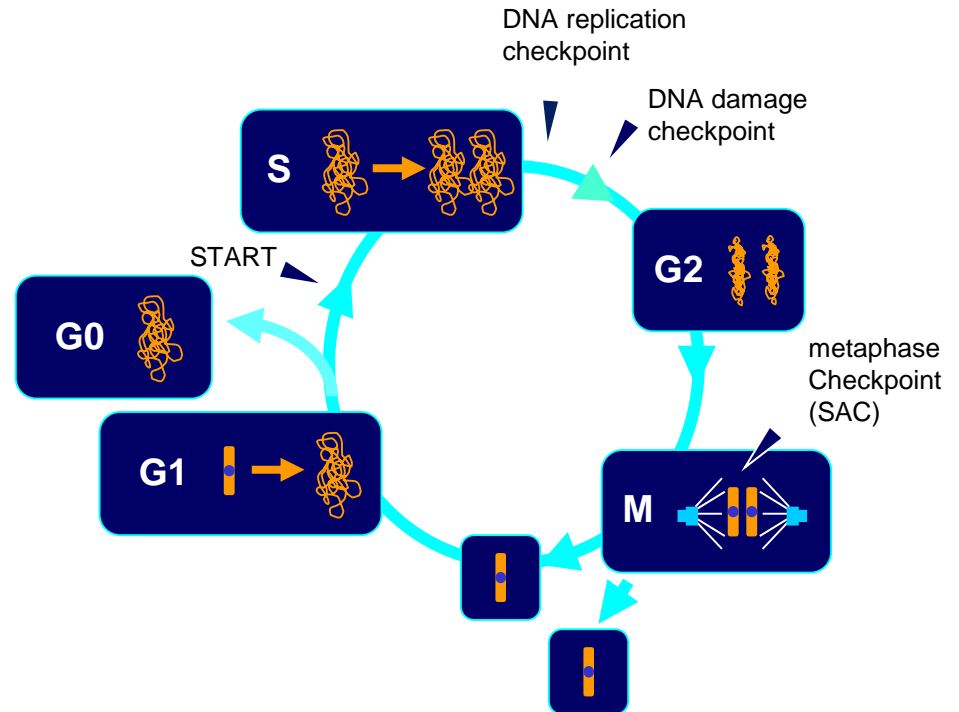 DNA replication
checkpoint
DNA damage
checkpoint
S
START
G2
G0
metaphase
Checkpoint
(SAC)
G1
M